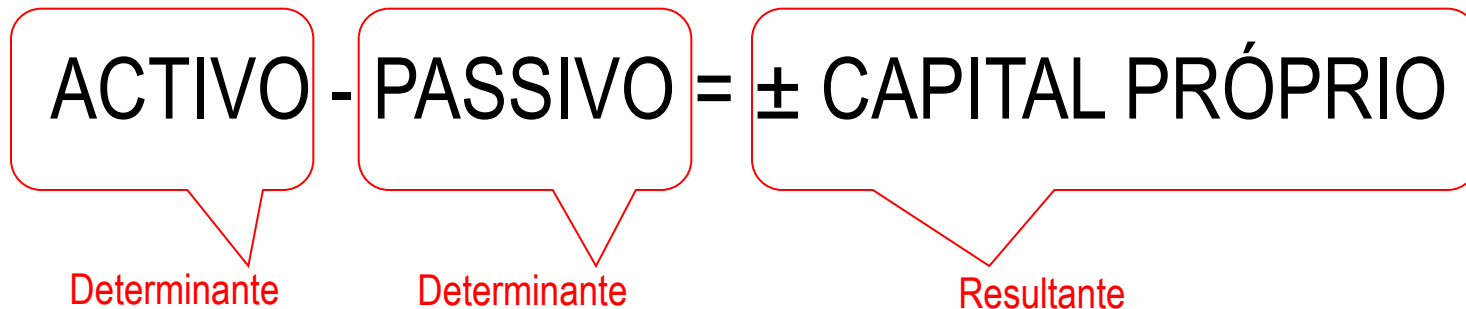 ACTIVO - PASSIVO = ± CAPITAL PRÓPRIO
Determinante Determinante Resultante